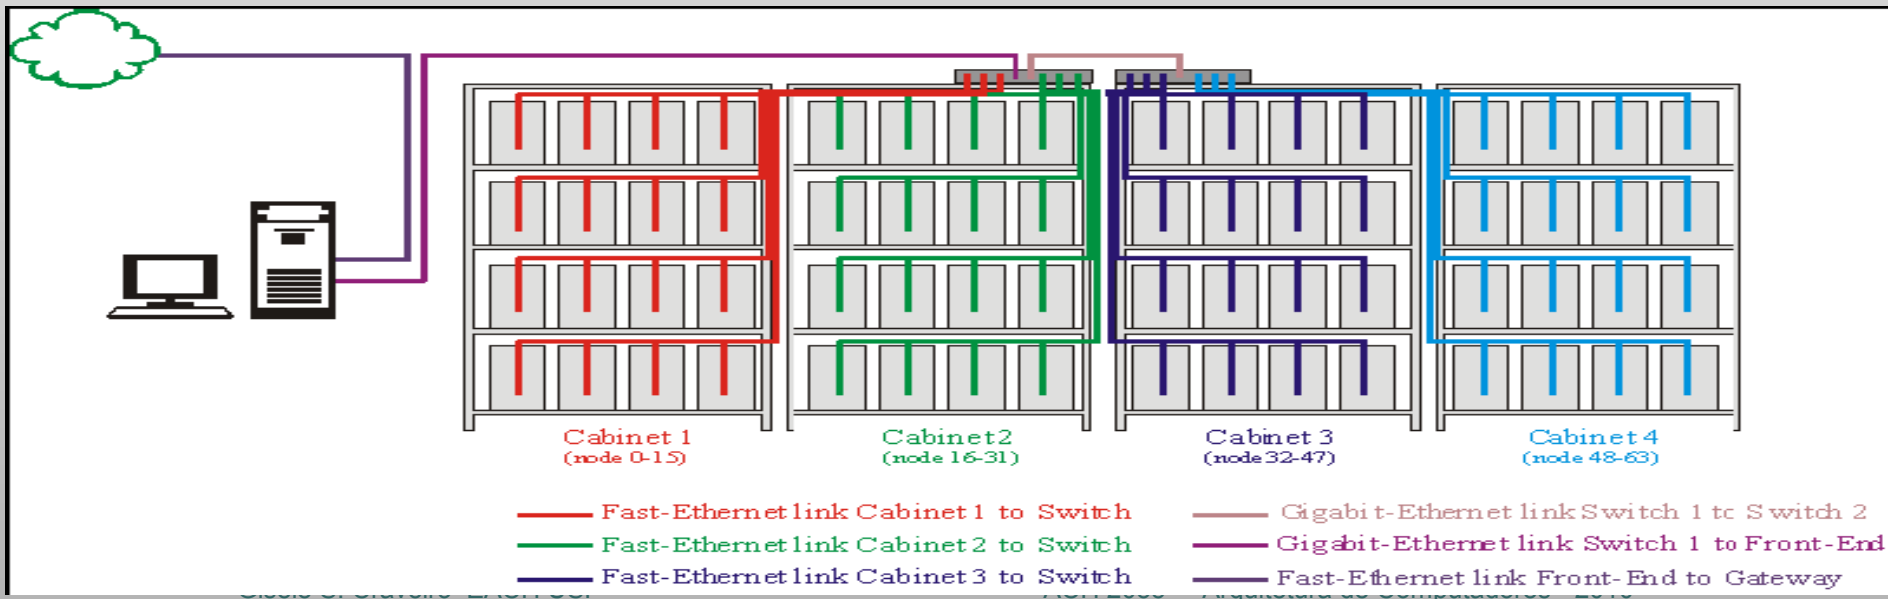 Cabinet 1
(node 0-15)
Cabinet 2
(node 16-31)
Cabinet 3
(node 32-47)
Cabinet 4
(node 48-63)
Fast-Ethernet link Cabinet 1 to Switch
Fast-Ethernet link Cabinet 2 to Switch
Fast-Ethernet link Cabinet 3 to Switch
Gigabit-Ethernet link Switch 1 to Switch 2
Gigabit-Ethernet link Switch 1 to Front-End
Fast-Ethernet link Front-End to Gateway